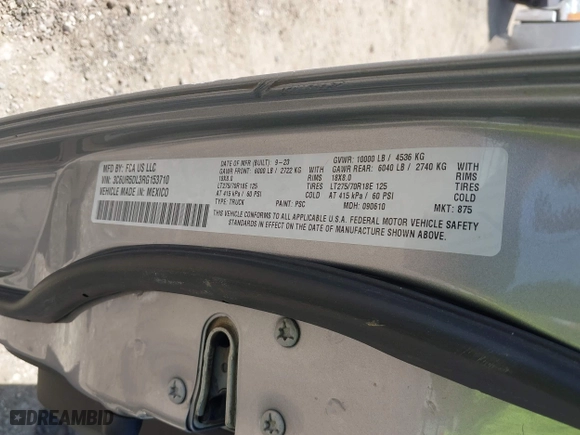 MFD BY: FCA US LLC
VIN: 3C6UR5DL3RG153710
VEHICLE MADE IN: MEXICO
DATE OF MFR (BUILT) 9-23
GAWR FRONT: 6000 LB / 2722 KG
18X8.0
LT275/70R18E 125
AT 415 kPa / 60 PSI
TYPE: TRUCK
PAINT: PSC
GVWR: 10000 LB / 4536 KG
GAWR REAR: 6040 LB / 2740 KG
18X8.0 RIMS
LT275/70R18E 125
AT 415 kPa / 60 PSI COLD
MDH: 090610
MKT: 875
RIMS
COLD
THIS VEHICLE CONFORMS TO ALL APPLICABLE U.S.A. FEDERAL MOTOR VEHICLE SAFETY
STANDARDS IN EFFECT ON THE DATE OF MANUFACTURE SHOWN ABOVE.
DREAMBID